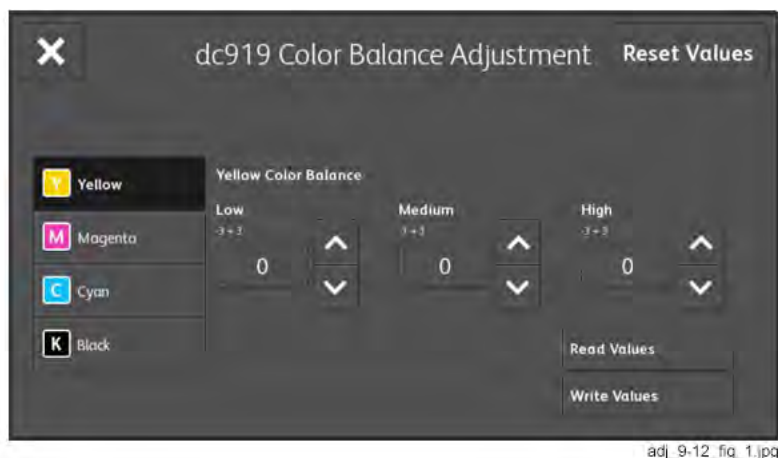 dc919 Color Balance Adjustment
Reset Values
Y Yellow
M Magenta
C Cyan
K Black
Yellow Color Balance
Low
-3 +3
0
Medium
-3 +3
0
High
-3 +3
0
Read Values
Write Values
adj_9-12_fig_1.jpg